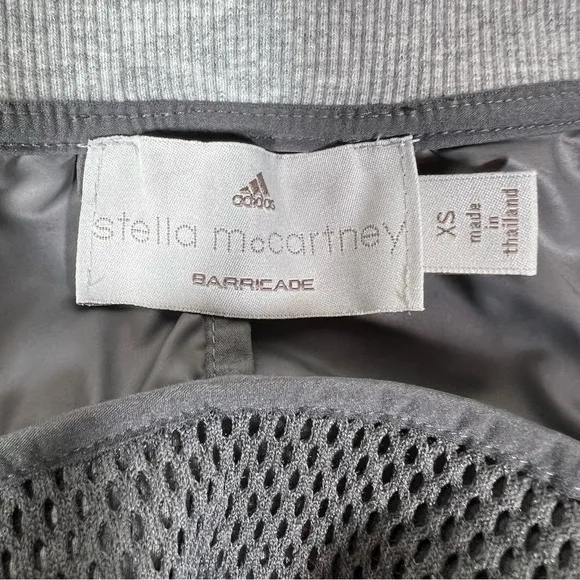 adidas
stella mccartney
BARRICADE
XS
made
in
thailand